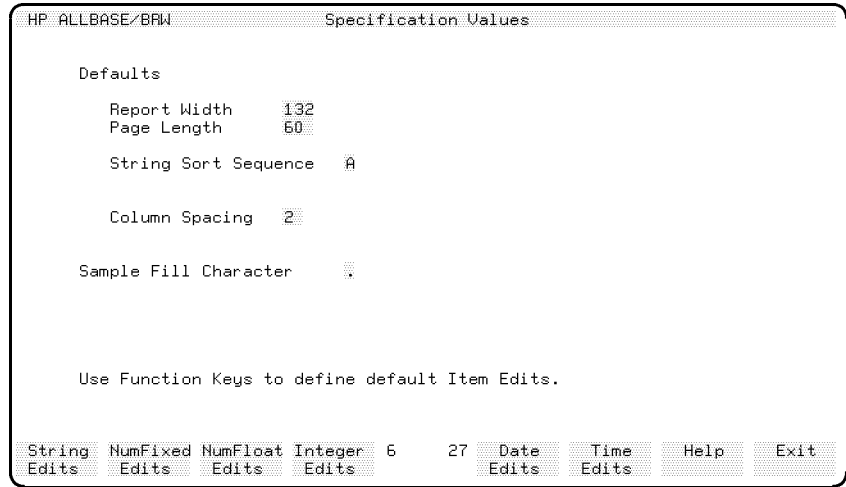 HP ALLBASE/BRW Specification Values
Defaults
Report Width 132
Page Length 60
String Sort Sequence A
Column Spacing 2
Sample Fill Character .
Use Function Keys to define default Item Edits.
String NumFixed NumFloat Integer 6 27 Date Time Help Exit
Edits Edits Edits Edits Edits Edits